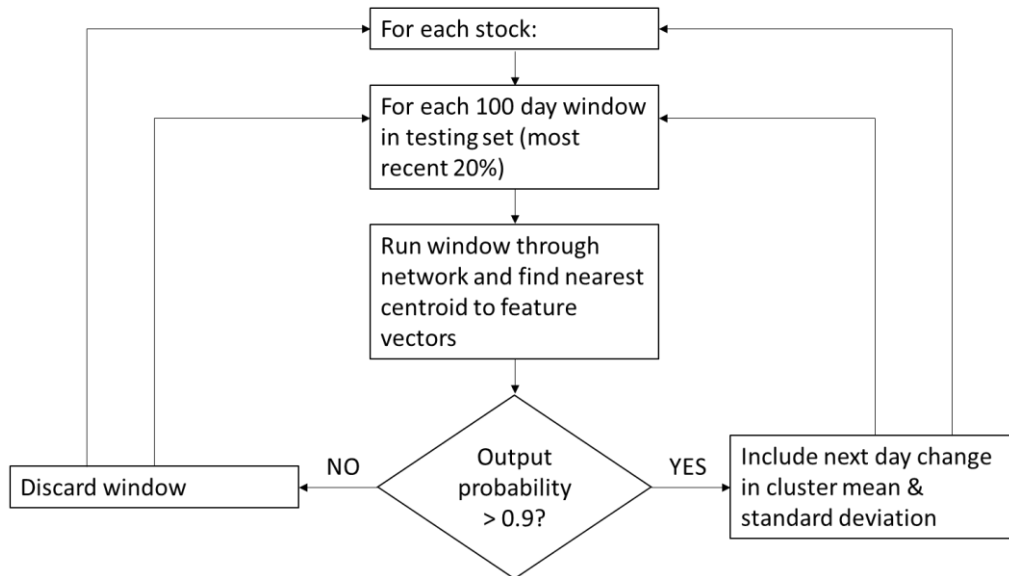 For each stock:
For each 100 day window
in testing set (most
recent 20%)
Run window through
network and find nearest
centroid to feature
vectors
Output
probability
> 0.9?
NO
YES
Discard window
Include next day change
in cluster mean &
standard deviation